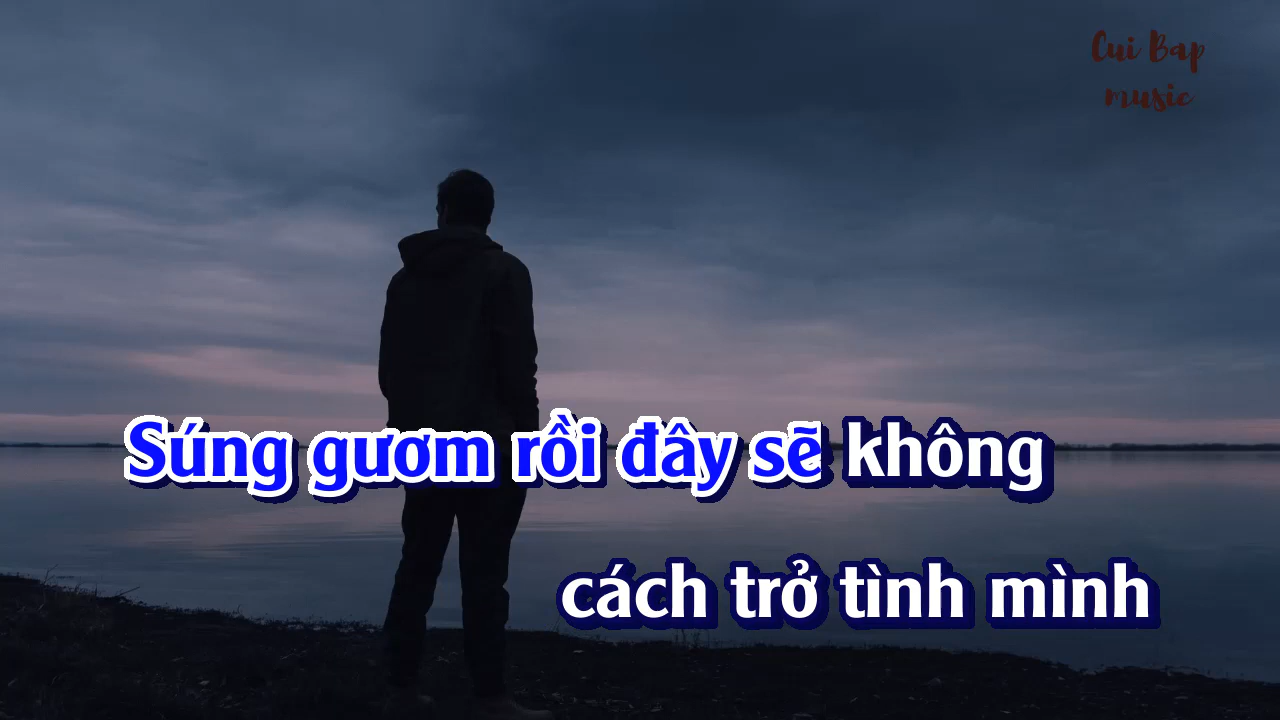 Cui Bap
music
Súng gươm rồi đây sẽ không
cách trở tình mình